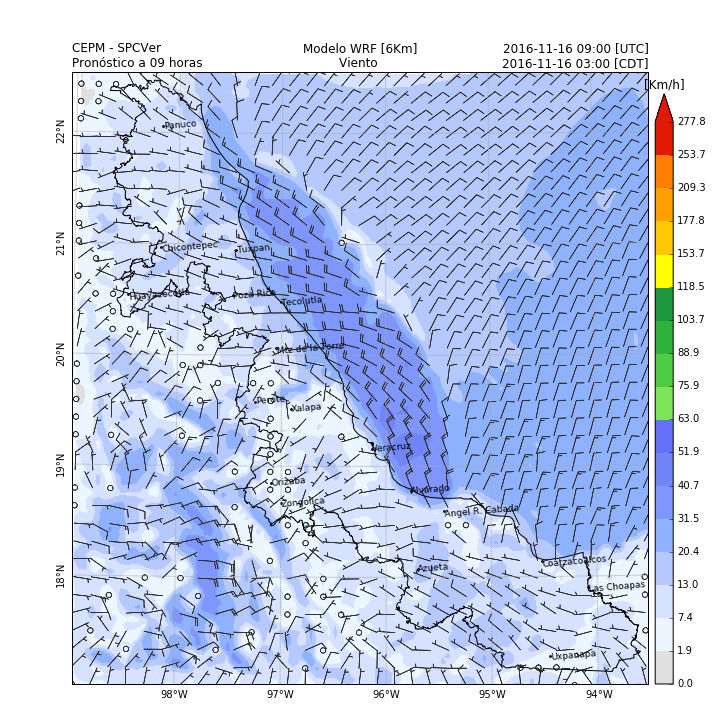 CEPM - SPCVer Modelo WRF [6Km] 2016-11-16 09:00 [UTC]
Pronóstico a 09 horas Viento 2016-11-16 03:00 [CDT]
[Km/h]
277.8
253.7
209.3
177.8
153.7
118.5
103.7
88.9
75.9
63.0
51.9
40.7
31.5
20.4
13.0
7.4
1.9
0.0
22°N
21°N
20°N
19°N
18°N
Panuco
Chicontepec
Tuxpan
Huayacocotla
Poza Rica
Tecolutla
Mtz de la Torre
Perote
Xalapa
Veracruz
Orizaba
Alvarado
Zongolica
Angel R. Cabada
Azueta
Coatzacoalcos
Las Choapas
Uxpanapa
98°W 97°W 96°W 95°W 94°W